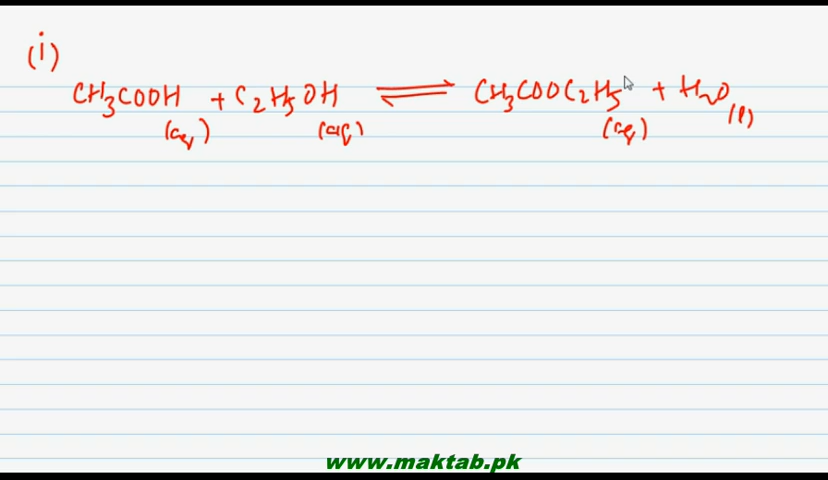 (i)
CH₃COOH + C₂H₅OH ⇌ CH₃COOC₂H₅ + H₂O
(aq) (aq) (aq) (l)
www.maktab.pk